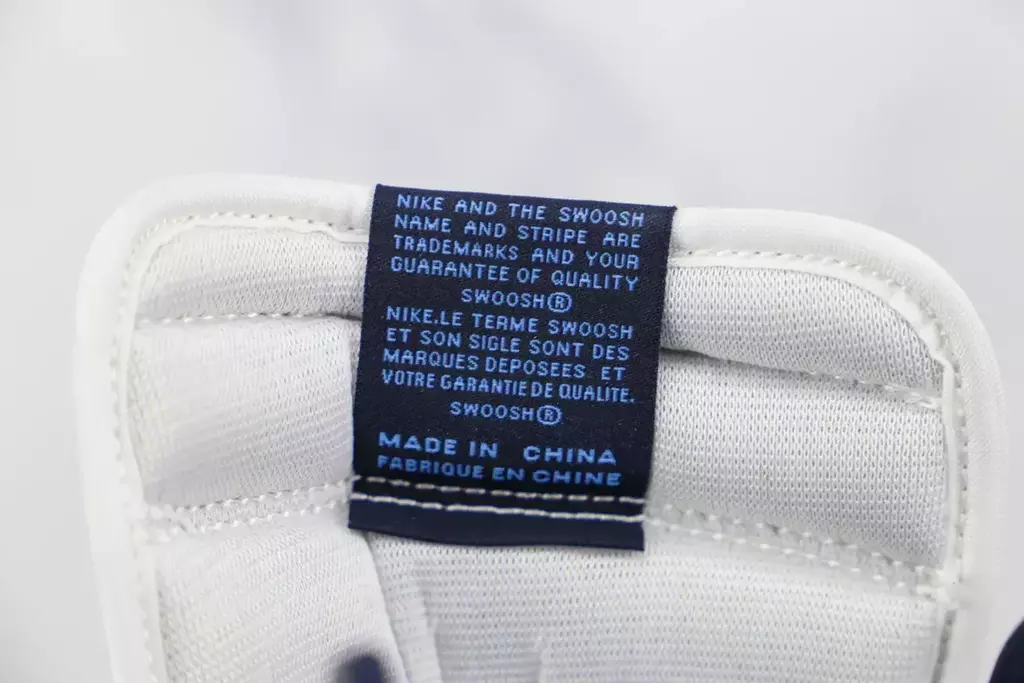 NIKE AND THE SWOOSH
NAME AND STRIPE ARE
TRADEMARKS AND YOUR
GUARANTEE OF QUALITY
SWOOSH®
NIKE.LE TERME SWOOSH
ET SON SIGLE SONT DES
MARQUES DEPOSEES ET
VOTRE GARANTIE DE QUALITE.
SWOOSH®
MADE IN CHINA
FABRIQUE EN CHINE